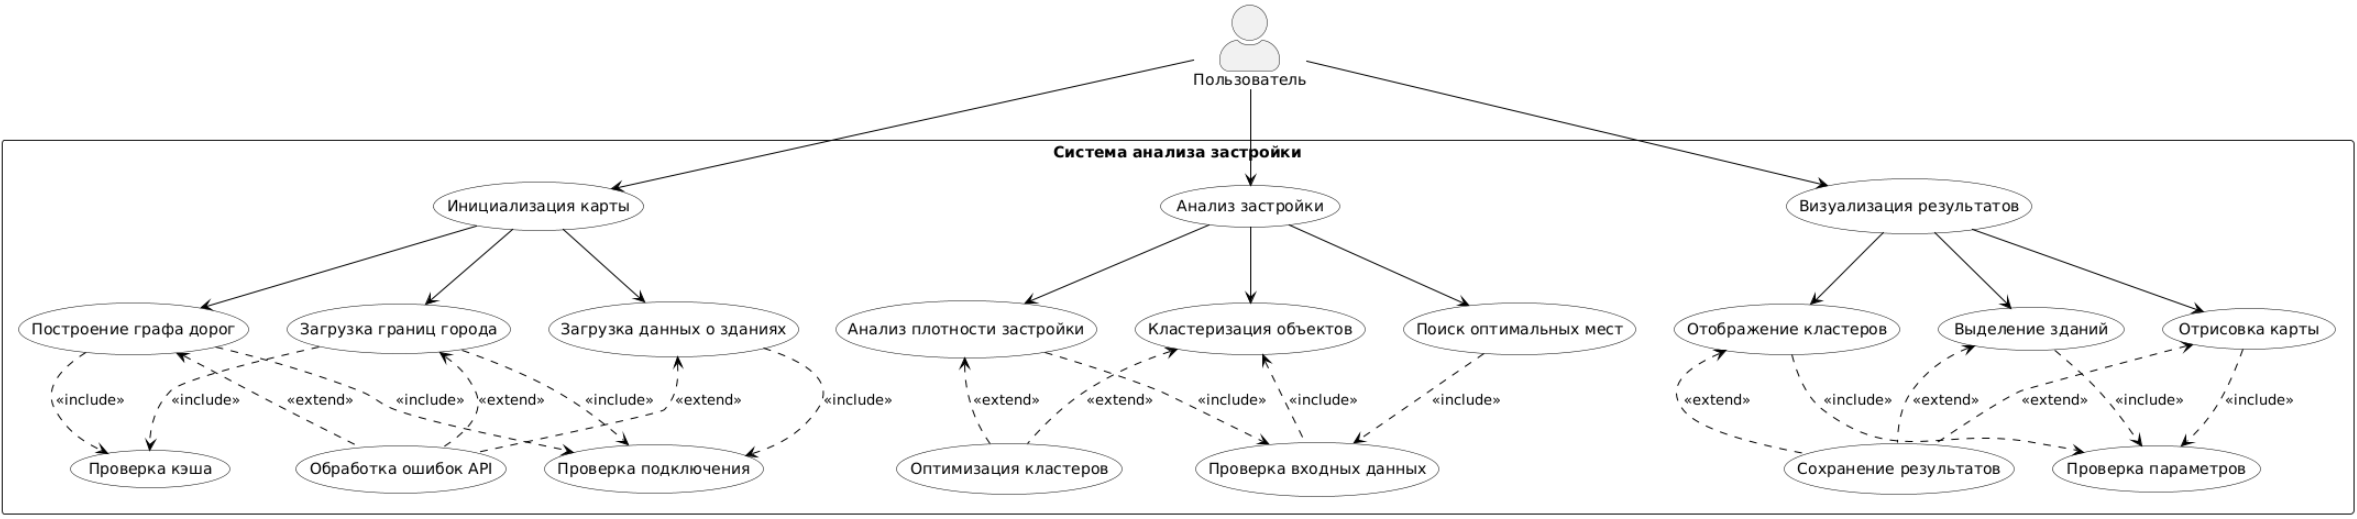 Пользователь
Система анализа застройки
Инициализация карты
Анализ застройки
Визуализация результатов
Построение графа дорог
Загрузка границ города
Загрузка данных о зданиях
Анализ плотности застройки
Кластеризация объектов
Поиск оптимальных мест
Отображение кластеров
Выделение зданий
Отрисовка карты
«include»
«include»
«extend»
«include»
«extend»
«include»
«extend»
«include»
«extend»
«extend»
«include»
«include»
«include»
«extend»
«include»
«extend»
«extend»
«include»
«include»
Проверка кэша
Обработка ошибок API
Проверка подключения
Оптимизация кластеров
Проверка входных данных
Сохранение результатов
Проверка параметров